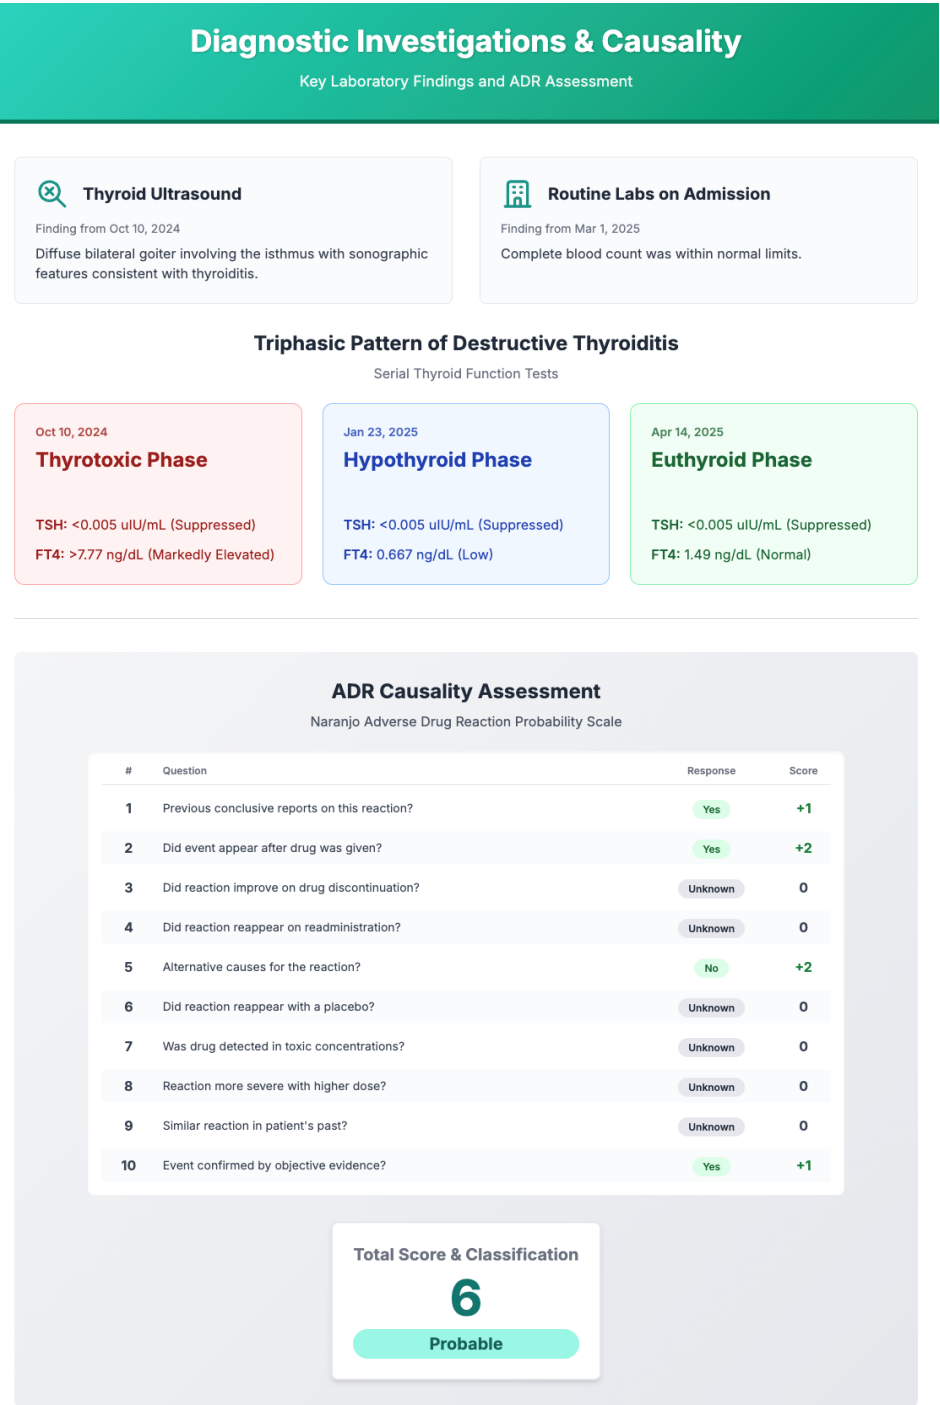 Diagnostic Investigations & Causality
Key Laboratory Findings and ADR Assessment
Thyroid Ultrasound
Finding from Oct 10, 2024
Diffuse bilateral goiter involving the isthmus with sonographic
features consistent with thyroiditis.
Routine Labs on Admission
Finding from Mar 1, 2025
Complete blood count was within normal limits.
Triphasic Pattern of Destructive Thyroiditis
Serial Thyroid Function Tests
Oct 10, 2024
Thyrotoxic Phase
TSH: <0.005 uIU/mL (Suppressed)
FT4: >7.77 ng/dL (Markedly Elevated)
Jan 23, 2025
Hypothyroid Phase
TSH: <0.005 uIU/mL (Suppressed)
FT4: 0.667 ng/dL (Low)
Apr 14, 2025
Euthyroid Phase
TSH: <0.005 uIU/mL (Suppressed)
FT4: 1.49 ng/dL (Normal)
ADR Causality Assessment
Naranjo Adverse Drug Reaction Probability Scale
# Question Response Score
1 Previous conclusive reports on this reaction? Yes +1
2 Did event appear after drug was given? Yes +2
3 Did reaction improve on drug discontinuation? Unknown 0
4 Did reaction reappear on readministration? Unknown 0
5 Alternative causes for the reaction? No +2
6 Did reaction reappear with a placebo? Unknown 0
7 Was drug detected in toxic concentrations? Unknown 0
8 Reaction more severe with higher dose? Unknown 0
9 Similar reaction in patient's past? Unknown 0
10 Event confirmed by objective evidence? Yes +1
Total Score & Classification
6
Probable